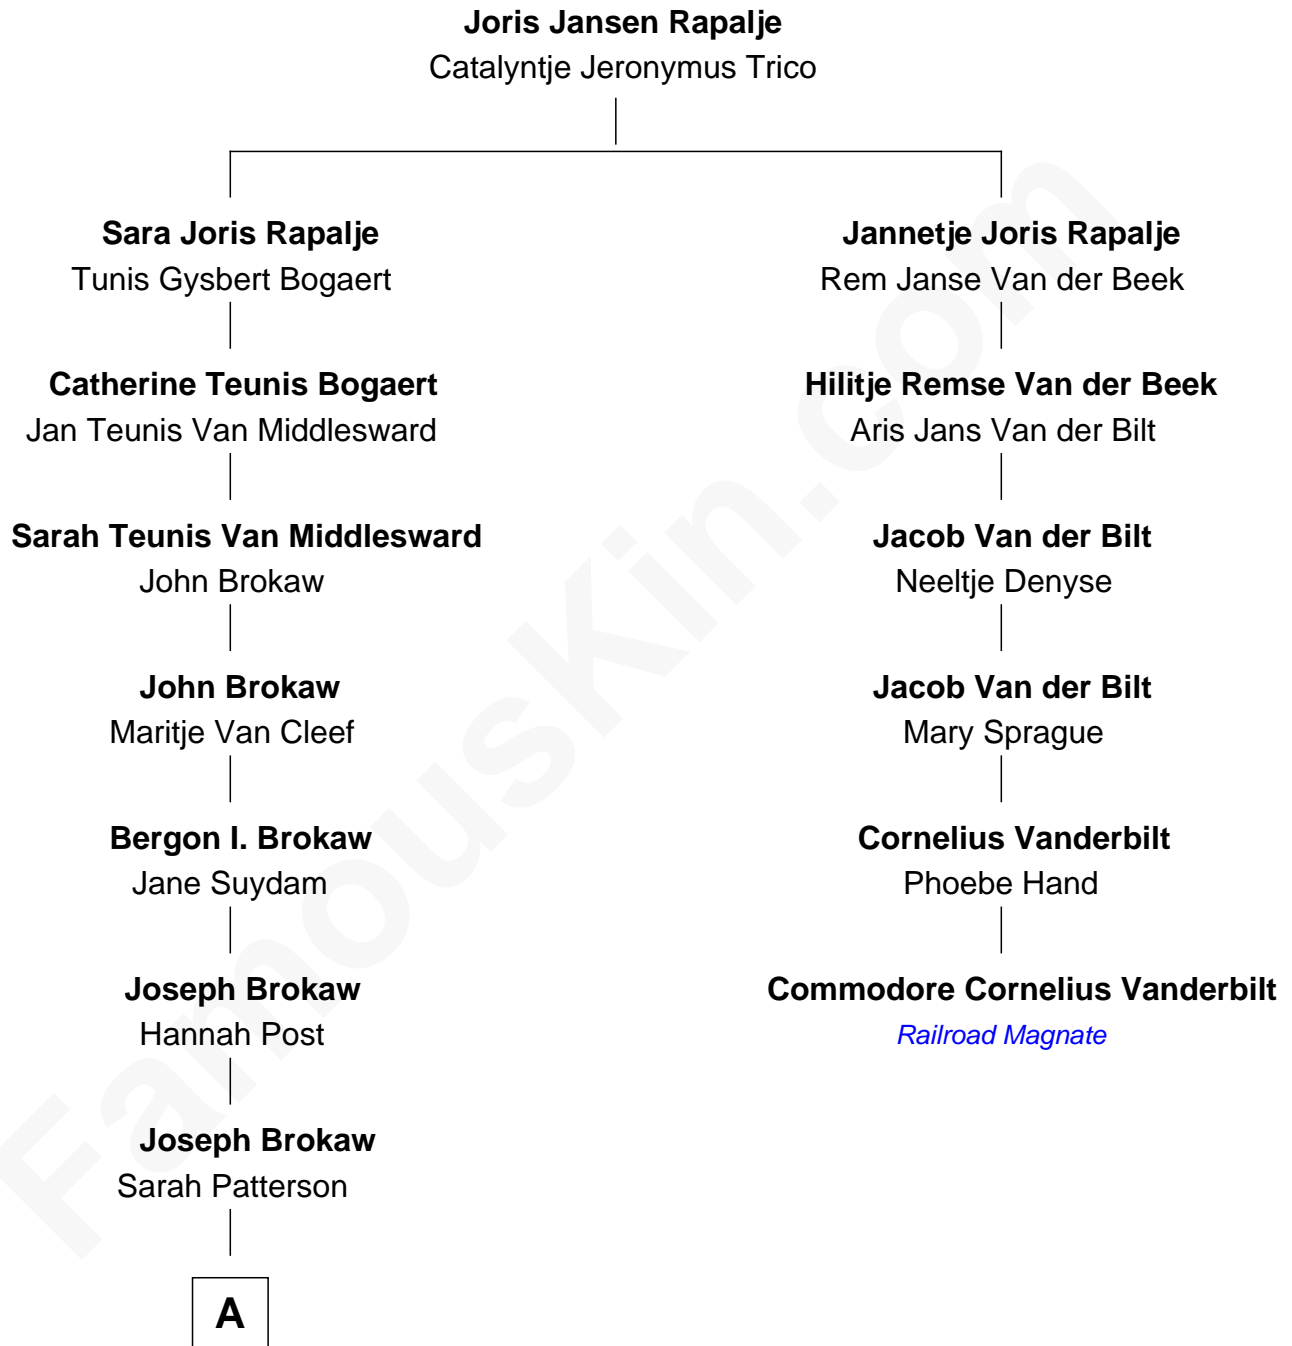 Joris Jansen Rapalje
Catalyntje Jeronymus Trico
Sara Joris Rapalje
Tunis Gysbert Bogaert
Jannetje Joris Rapalje
Rem Janse Van der Beek
Catherine Teunis Bogaert
Jan Teunis Van Middlesward
Hilitje Remse Van der Beek
Aris Jans Van der Bilt
Sarah Teunis Van Middlesward
John Brokaw
Jacob Van der Bilt
Neeltje Denyse
John Brokaw
Maritje Van Cleef
Jacob Van der Bilt
Mary Sprague
Bergon I. Brokaw
Jane Suydam
Cornelius Vanderbilt
Phoebe Hand
Joseph Brokaw
Hannah Post
Commodore Cornelius Vanderbilt
Railroad Magnate
Joseph Brokaw
Sarah Patterson
A
FamousKin.com